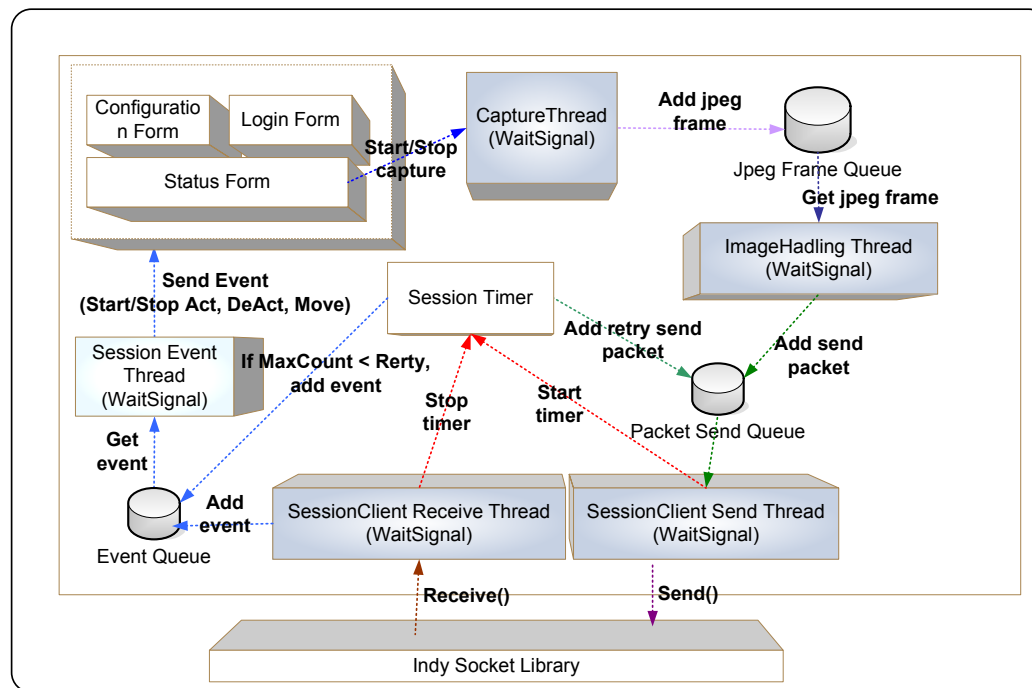 Configuratio
n Form
Login Form
Status Form
Start/Stop
capture
CaptureThread
(WaitSignal)
Add jpeg
frame
Jpeg Frame Queue
Get jpeg frame
ImageHadling Thread
(WaitSignal)
Send Event
(Start/Stop Act, DeAct, Move)
Session Timer
Add retry send
packet
Add send
packet
Session Event
Thread
(WaitSignal)
If MaxCount < Rerty,
add event
Stop
timer
Start
timer
Packet Send Queue
Get
event
Add
event
Event Queue
SessionClient Receive Thread
(WaitSignal)
SessionClient Send Thread
(WaitSignal)
Receive()
Send()
Indy Socket Library